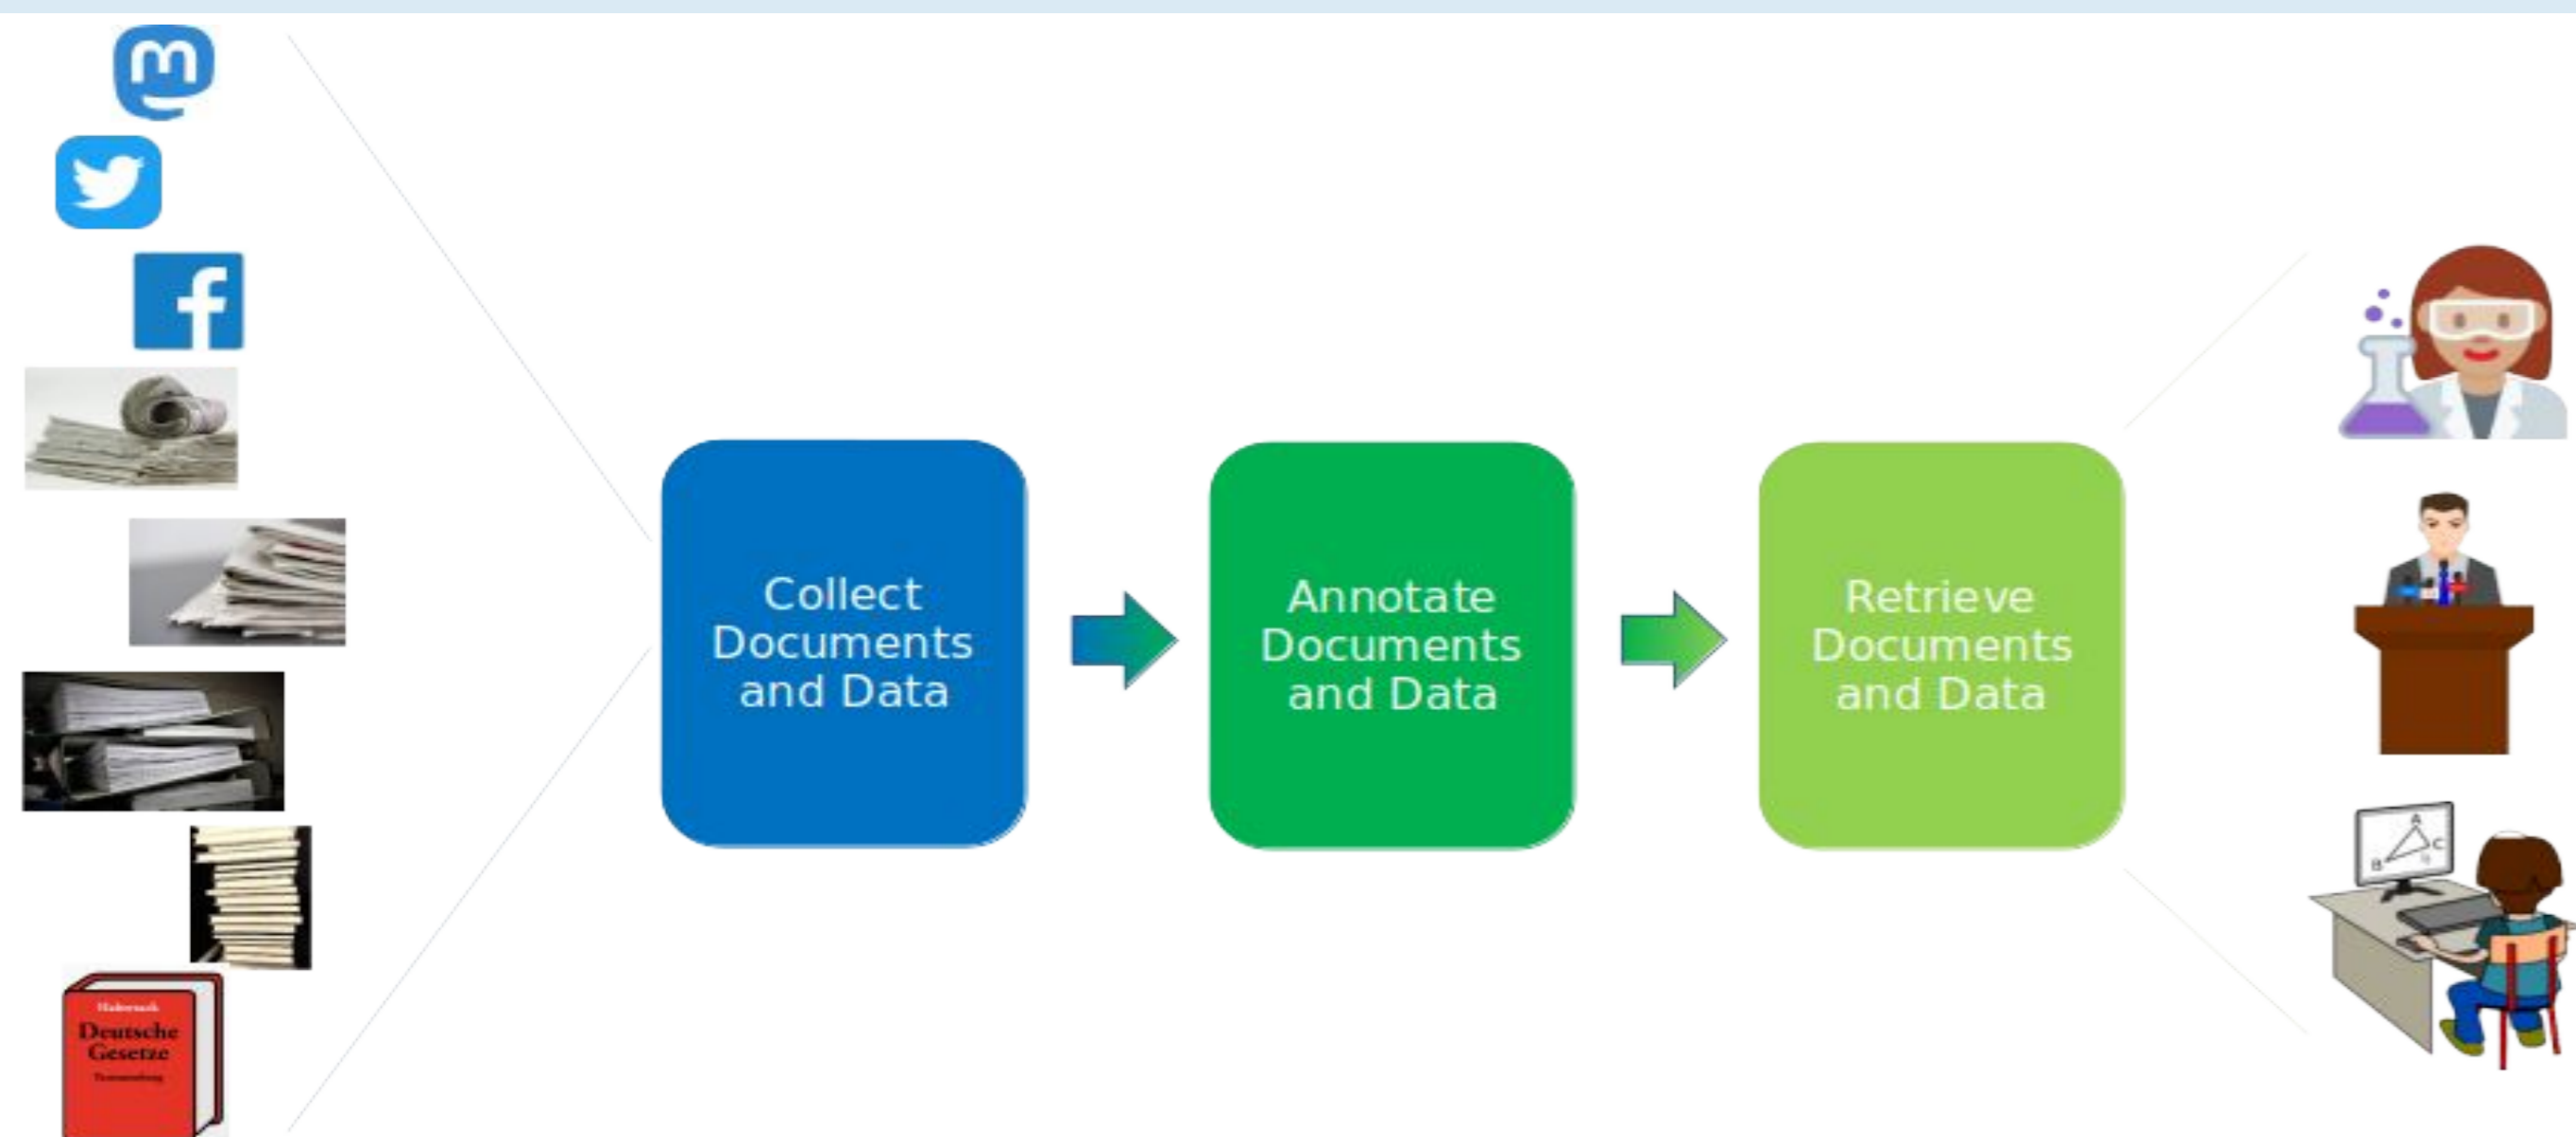 Collect
Documents
and Data
Annotate
Documents
and Data
Retrieve
Documents
and Data
Deutsche
Gesetze
A
B
C